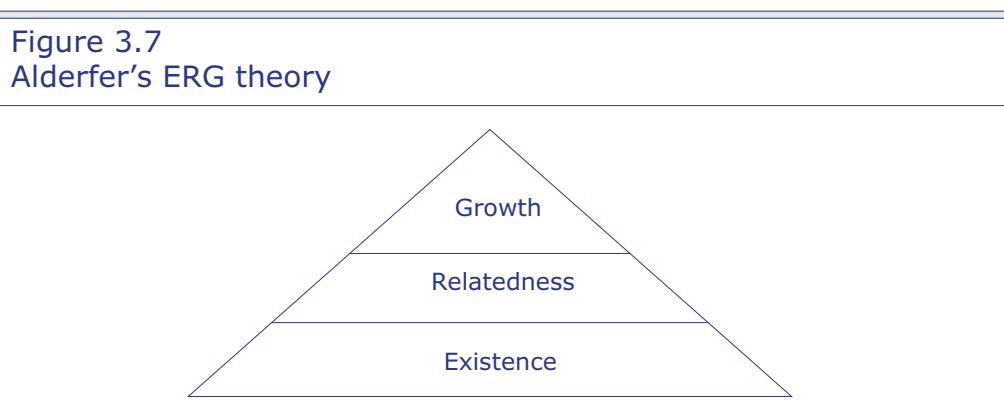 Figure 3.7
Alderfer’s ERG theory
Growth
Relatedness
Existence